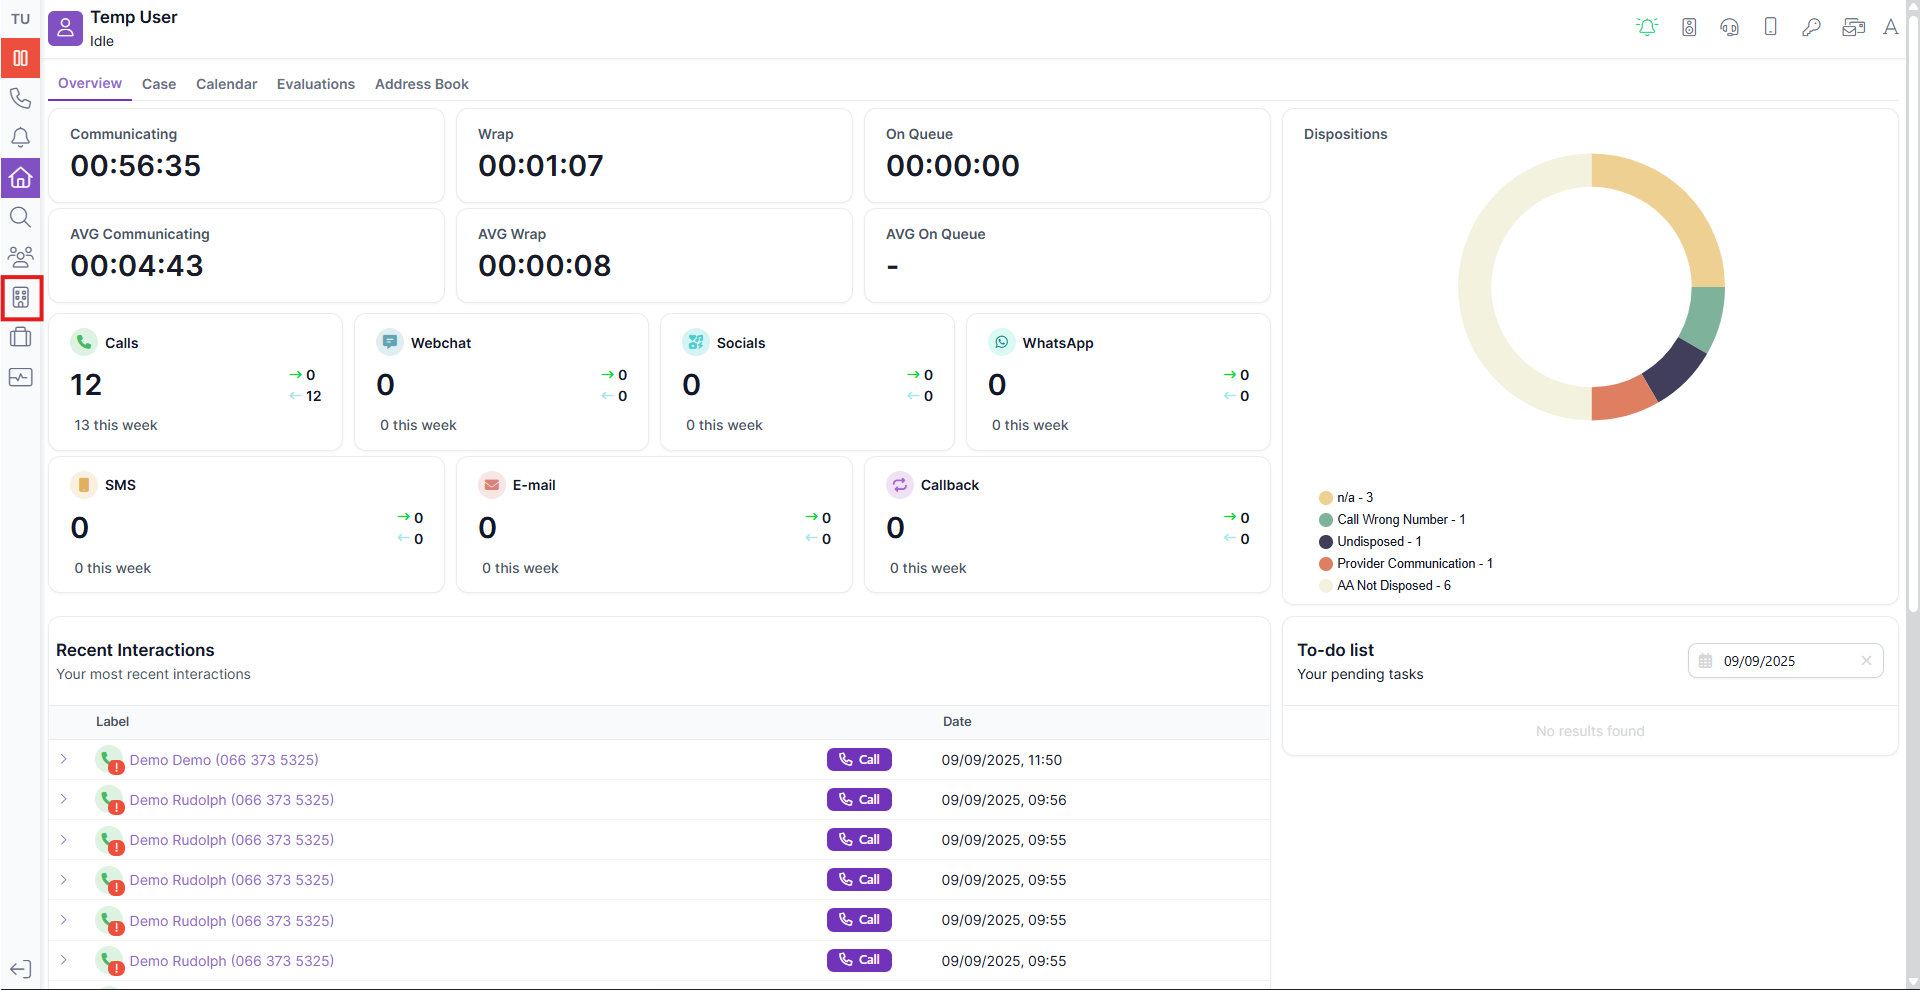 TU
Temp User
Idle
A
Overview
Case
Calendar
Evaluations
Address Book
Communicating
00:56:35
Wrap
00:01:07
On Queue
00:00:00
AVG Communicating
00:04:43
AVG Wrap
00:00:08
AVG On Queue
-
Calls
12
0
12
13 this week
Webchat
0
0
0
0 this week
Socials
0
0
0
0 this week
WhatsApp
0
0
0
0 this week
SMS
0
0
0
0 this week
E-mail
0
0
0
0 this week
Callback
0
0
0
0 this week
Dispositions
n/a - 3
Call Wrong Number - 1
Undisposed - 1
Provider Communication - 1
AA Not Disposed - 6
Recent Interactions
Your most recent interactions
Label Date
Demo Demo (066 373 5325) Call 09/09/2025, 11:50
Demo Rudolph (066 373 5325) Call 09/09/2025, 09:56
Demo Rudolph (066 373 5325) Call 09/09/2025, 09:55
Demo Rudolph (066 373 5325) Call 09/09/2025, 09:55
Demo Rudolph (066 373 5325) Call 09/09/2025, 09:55
Demo Rudolph (066 373 5325) Call 09/09/2025, 09:55
To-do list
Your pending tasks
09/09/2025
No results found